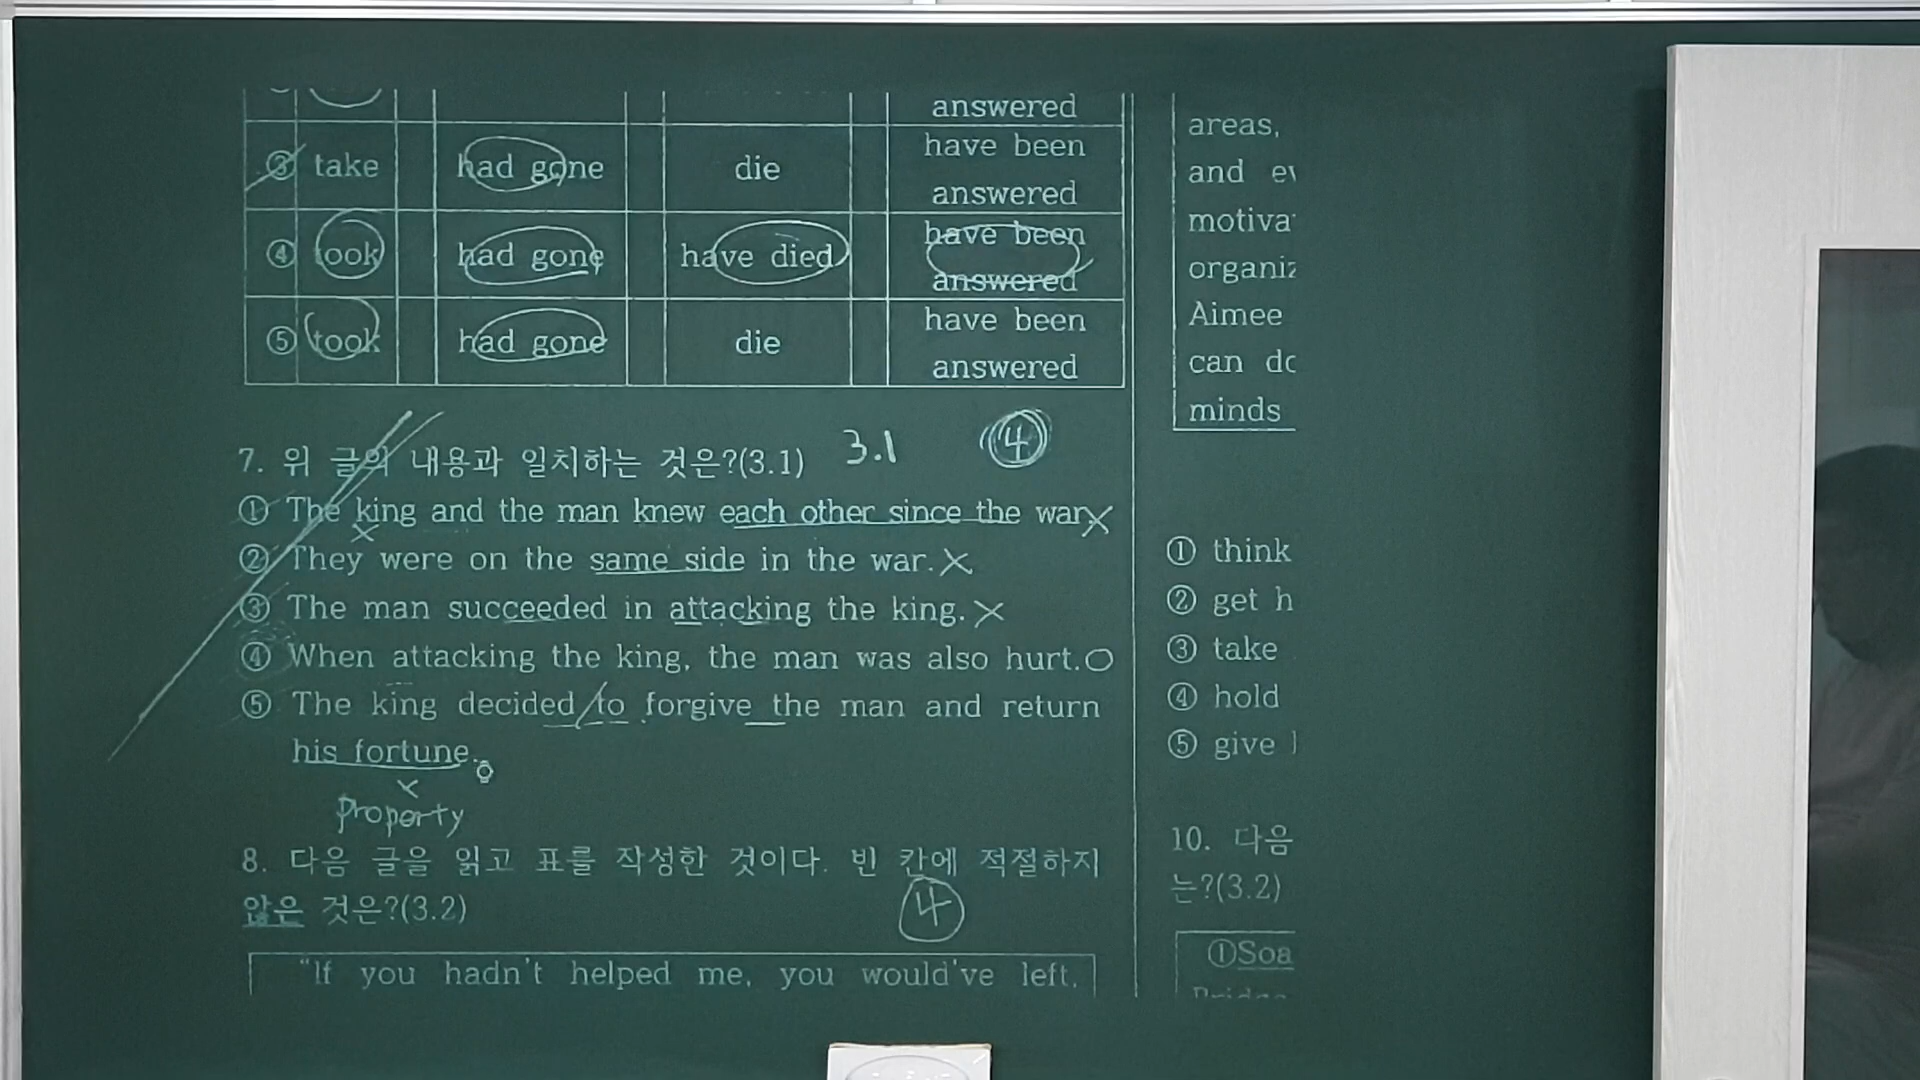 answered
③ take had gone die have been
answered
④ took had gone have died have been
answered
⑤ took had gone die have been
answered
7. 위 글의 내용과 일치하는 것은?(3.1) 3.1 ④
① The king and the man knew each other since the war.
② They were on the same side in the war.
③ The man succeeded in attacking the king.
④ When attacking the king, the man was also hurt.
⑤ The king decided to forgive the man and return
his fortune.
property
8. 다음 글을 읽고 표를 작성한 것이다. 빈 칸에 적절하지
않은 것은?(3.2) ④
"If you hadn't helped me, you would've left,
areas,
and
motiva
organiz
Aimee
can do
minds
① think
② get h
③ take
④ hold
⑤ give
10. 다음
는?(3.2)
①Soa